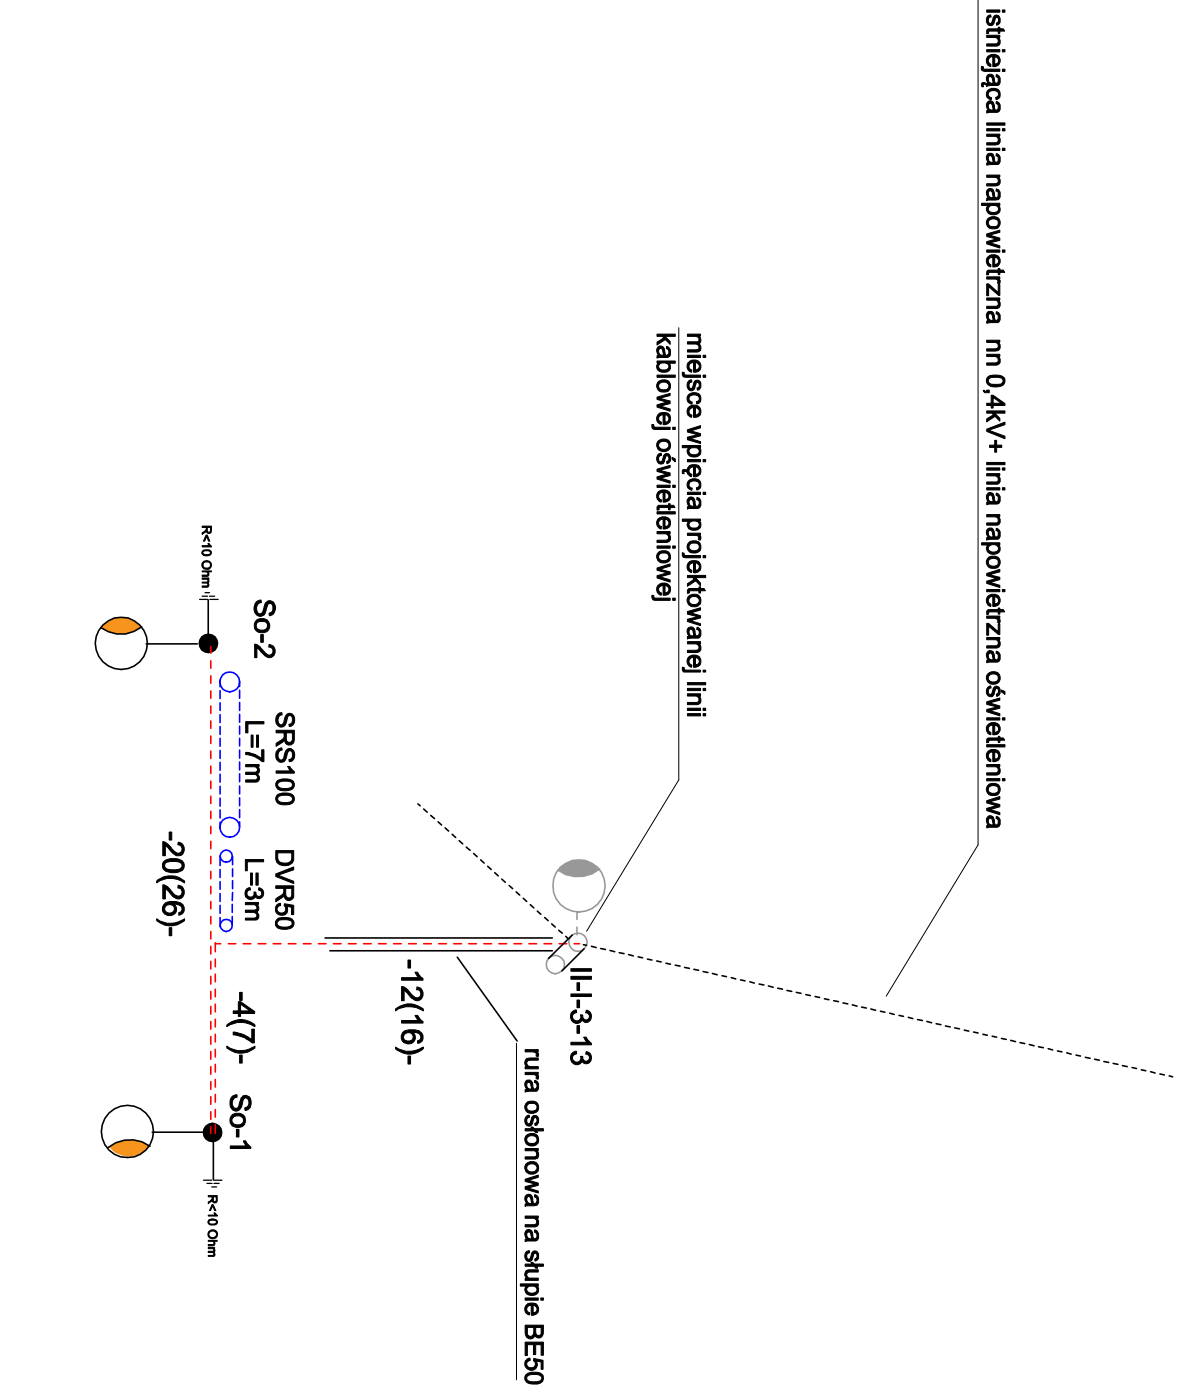 istniejąca linia napowietrzna nn 0,4kV+ linia napowietrzna oświetleniowa
miejsce wpięcia projektowanej linii
kablowej oświetleniowej
II-I-3-13
rura osłonowa na słupie BE50
-12(16)-
SRS100
L=7m
DVR50
L=3m
So-2
R<10 Ohm
-20(26)-
-4(7)-
So-1
R<10 Ohm